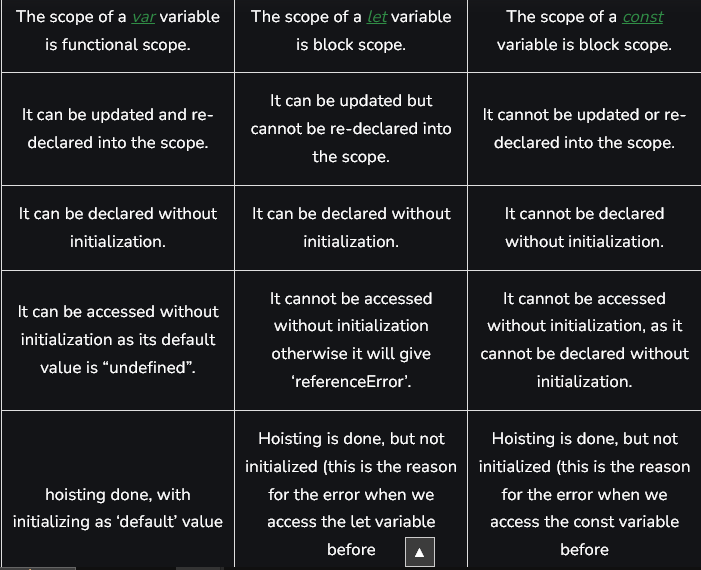 The scope of a var variable
is functional scope.
The scope of a let variable
is block scope.
The scope of a const
variable is block scope.
It can be updated and re-
declared into the scope.
It can be updated but
cannot be re-declared into
the scope.
It cannot be updated or re-
declared into the scope.
It can be declared without
initialization.
It can be declared without
initialization.
It cannot be declared
without initialization.
It can be accessed without
initialization as its default
value is “undefined”.
It cannot be accessed
without initialization
otherwise it will give
‘referenceError’.
It cannot be accessed
without initialization, as it
cannot be declared without
initialization.
hoisting done, with
initializing as ‘default’ value
Hoisting is done, but not
initialized (this is the reason
for the error when we
access the let variable
before
Hoisting is done, but not
initialized (this is the reason
for the error when we
access the const variable
before